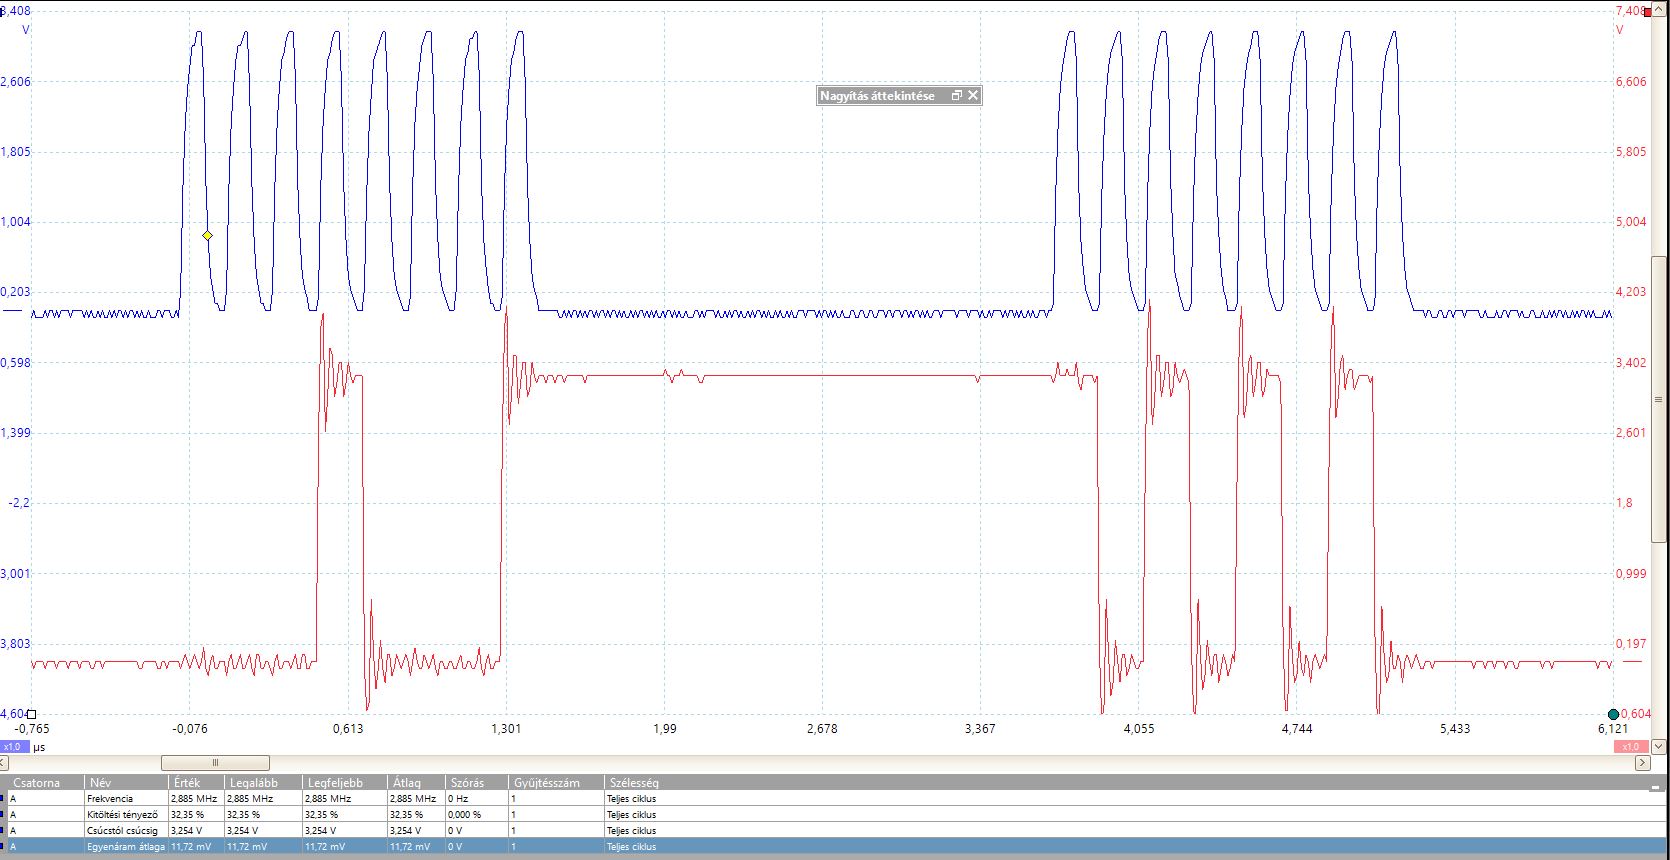 3,408 7,408
V V
2,606 6,606
Nagyítás áttekintése
1,805 5,805
1,004 5,004
0,203 4,203
0,598 3,402
1,399 2,601
-2,2 1,8
3,001 0,999
3,803 0,197
4,604 0,604
-0,765 -0,076 0,613 1,301 1,99 2,678 3,367 4,055 4,744 5,433 6,121
x1.0 µs x1.0
Csatorna Név Érték Legalább Legfeljebb Átlag Szórás Gyűjtésszám Szélesség
A Frekvencia 2,885 MHz 2,885 MHz 2,885 MHz 2,885 MHz 0 Hz 1 Teljes ciklus
A Kitöltési tényező 32,35 % 32,35 % 32,35 % 32,35 % 0,000 % 1 Teljes ciklus
A Csúcstól csúcsig 3,254 V 3,254 V 3,254 V 3,254 V 0 V 1 Teljes ciklus
A Egyenáram átlaga 11,72 mV 11,72 mV 11,72 mV 11,72 mV 0 V 1 Teljes ciklus